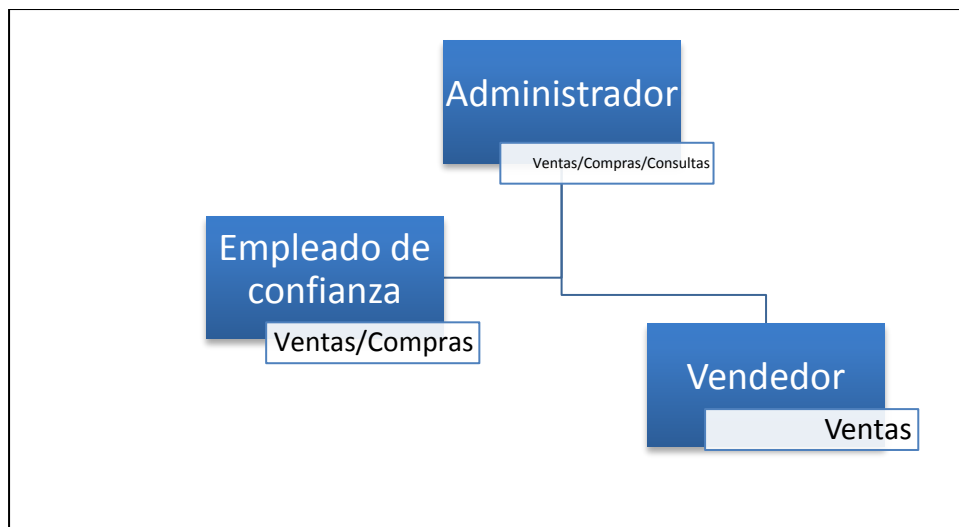 Administrador
Ventas/Compras/Consultas
Empleado de
confianza
Ventas/Compras
Vendedor
Ventas